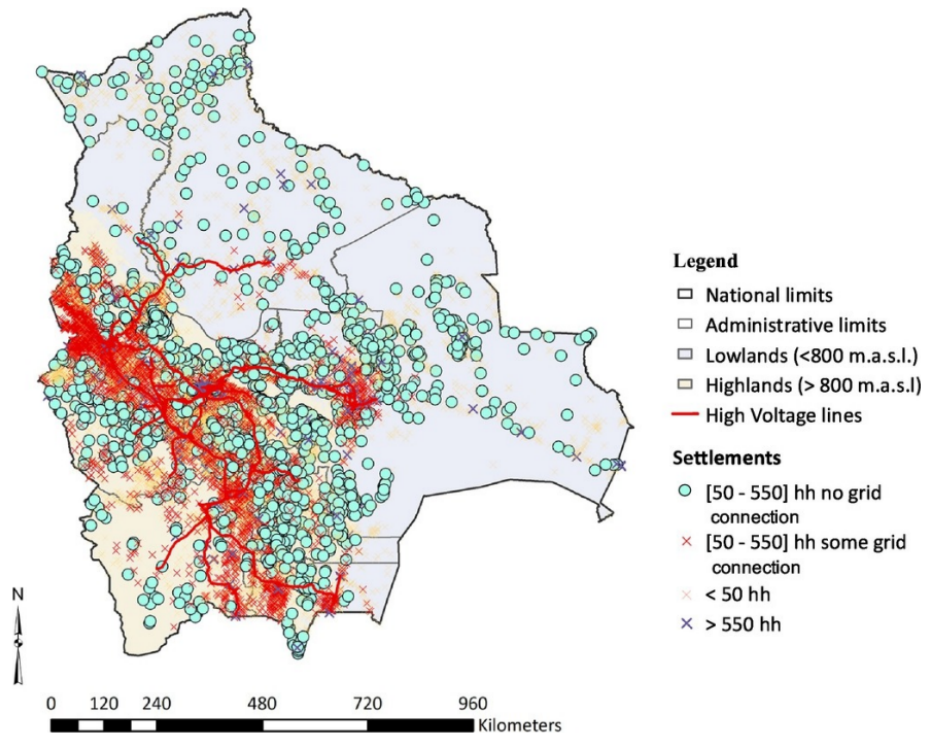 Legend
National limits
Administrative limits
Lowlands (<800 m.a.s.l.)
Highlands (> 800 m.a.s.l)
High Voltage lines
Settlements
[50 - 550] hh no grid
connection
[50 - 550] hh some grid
connection
< 50 hh
> 550 hh
N
0 120 240 480 720 960
Kilometers